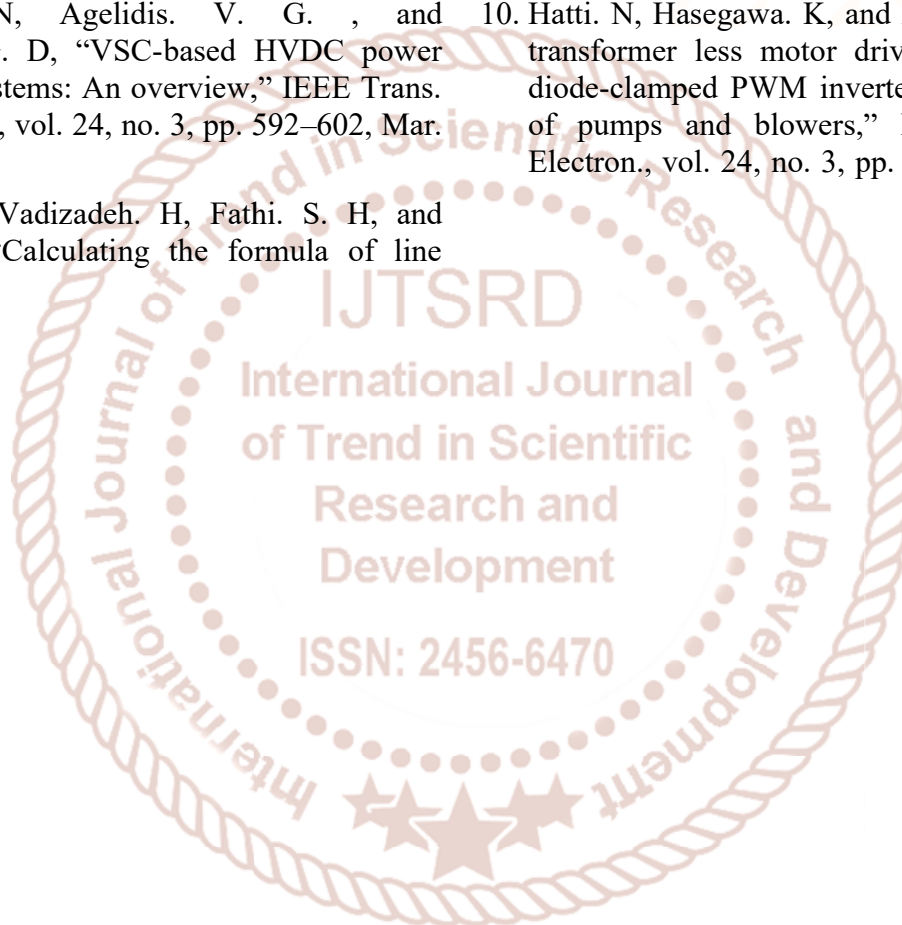 N, Agelidis. V. G. , and
. D, “VSC-based HVDC power
stems: An overview,” IEEE Trans.
, vol. 24, no. 3, pp. 592–602, Mar.
Vadizadeh. H, Fathi. S. H, and
“Calculating the formula of line
10. Hatti. N, Hasegawa. K, and
transformer less motor driv
diode-clamped PWM inverte
of pumps and blowers,”
Electron., vol. 24, no. 3, pp.
International Journal of Trend in Scientific Research and Development
IJTSRD
International Journal
of Trend in Scientific
Research and
Development
ISSN: 2456-6470